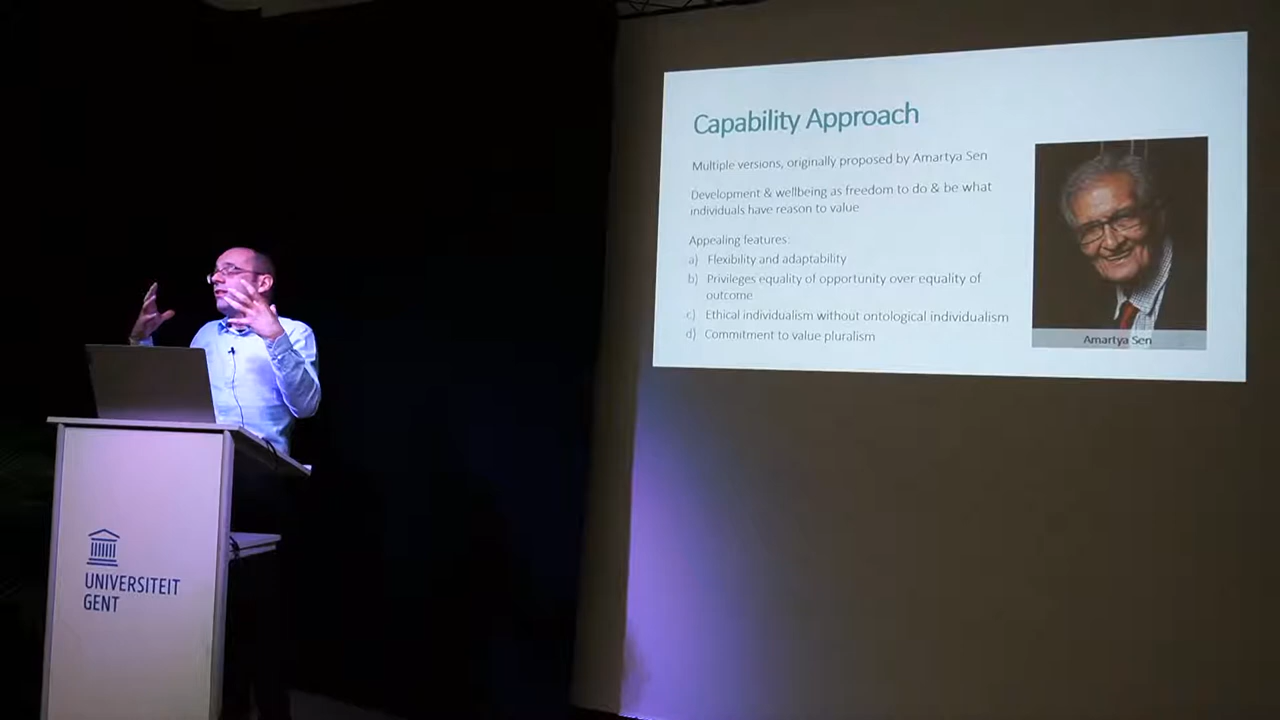 Capability Approach
Multiple versions, originally proposed by Amartya Sen
Development & wellbeing as freedom to do & be what
individuals have reason to value
Appealing features:
a) Flexibility and adaptability
b) Privileges equality of opportunity over equality of
outcome
c) Ethical individualism without ontological individualism
d) Commitment to value pluralism
Amartya Sen
UNIVERSITEIT
GENT